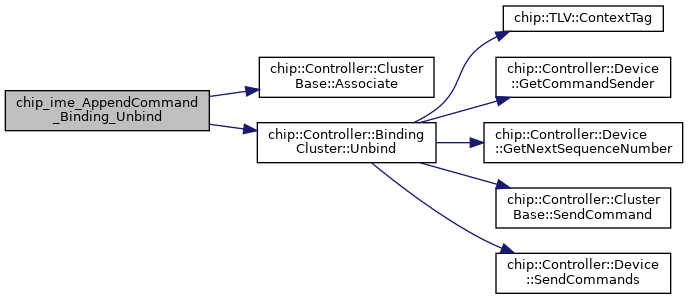 chip_ime_AppendCommand
_Binding_Unbind
chip::Controller::Cluster
Base::Associate
chip::Controller::Binding
Cluster::Unbind
chip::TLV::ContextTag
chip::Controller::Device
::GetCommandSender
chip::Controller::Device
::GetNextSequenceNumber
chip::Controller::Cluster
Base::SendCommand
chip::Controller::Device
::SendCommands